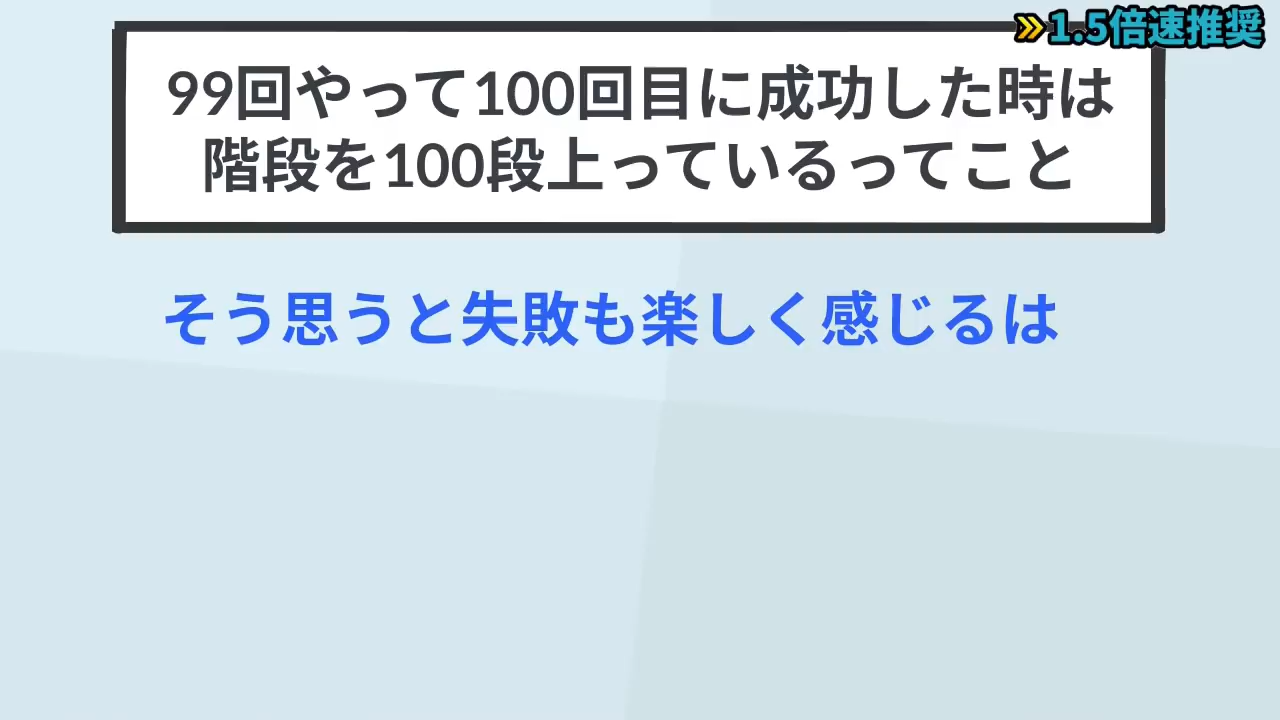 1.5倍速推奨
99回やって100回目に成功した時は
階段を100段上っているってこと
そう思うと失敗も楽しく感じるは